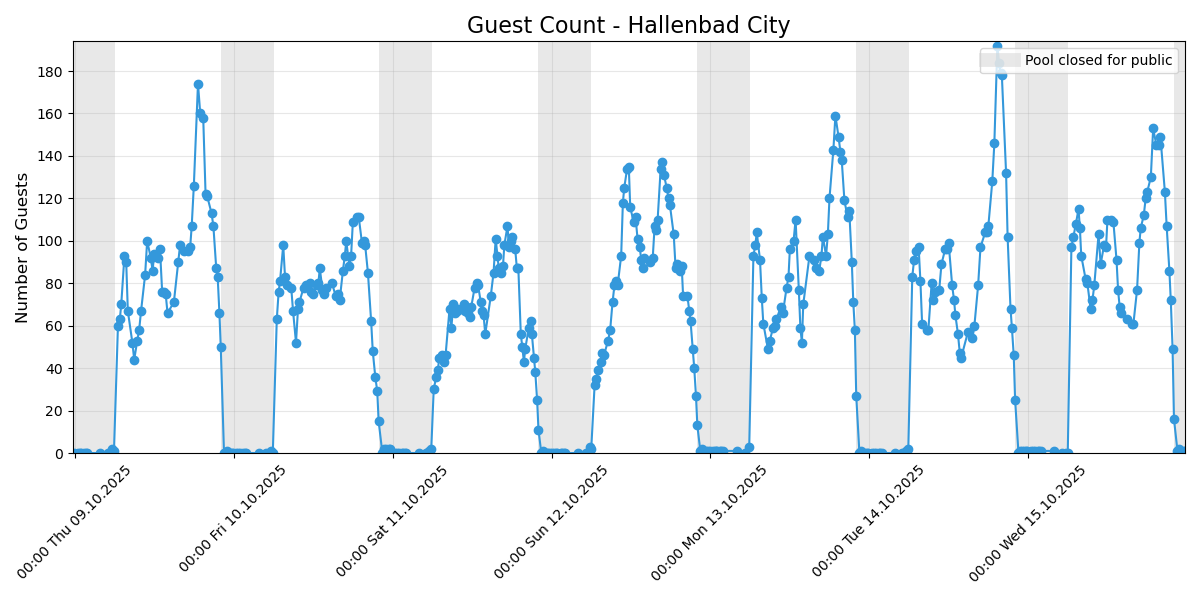 Guest Count - Hallenbad City
Pool closed for public
Number of Guests
180
160
140
120
100
80
60
40
20
0
00:00 Thu 09.10.2025
00:00 Fri 10.10.2025
00:00 Sat 11.10.2025
00:00 Sun 12.10.2025
00:00 Mon 13.10.2025
00:00 Tue 14.10.2025
00:00 Wed 15.10.2025